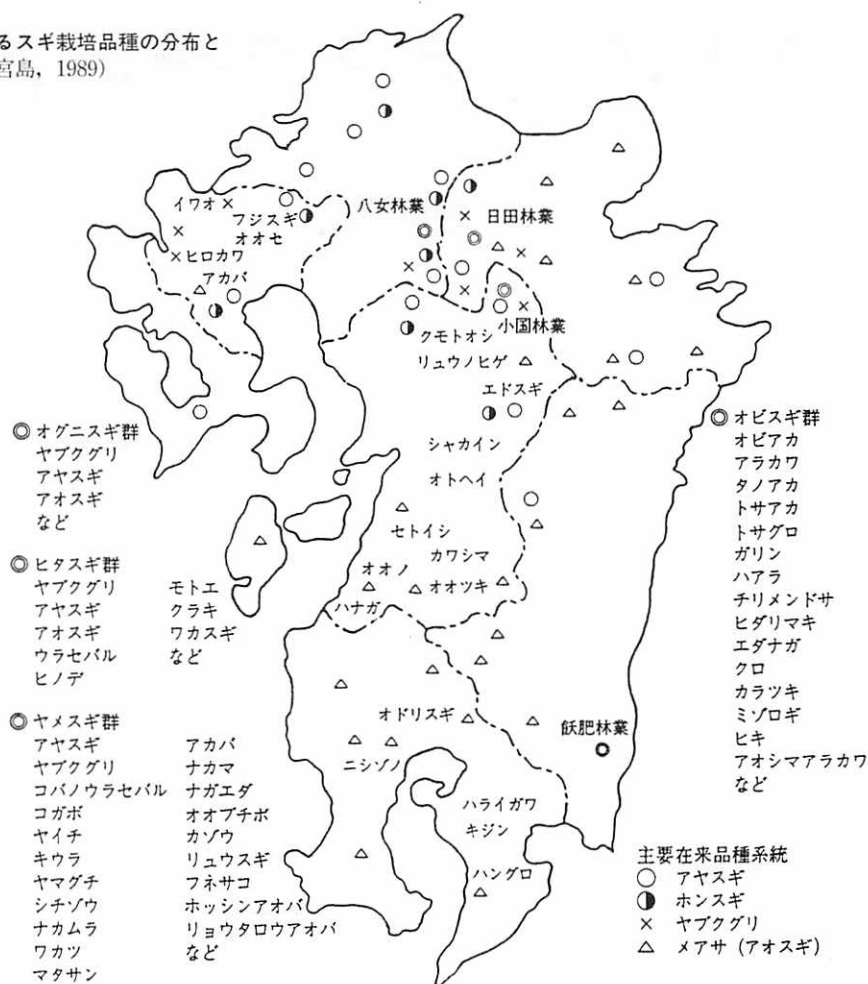 るスギ栽培品種の分布と
宮島, 1989)
イワオ
フジスギ
オオセ
ヒロカワ
アカバ
八女林業
日田林業
小国林業
クモトオシ
リュウノヒゲ
エドスギ
シャカイン
オトヘイ
セトイシ
カワシマ
オオノ
オオツキ
ハナガ
オドリスギ
ニシゾノ
ハライガワ
キジン
ハングロ
飫肥林業
◎ オグニスギ群
ヤブクグリ
アヤスギ
アオスギ
など
◎ ヒタスギ群
ヤブクグリ
アヤスギ
アオスギ
ウラセバル
ヒノデ
モトエ
クラキ
ワカスギ
など
◎ ヤメスギ群
アヤスギ
ヤブクグリ
コバノウラセバル
コガボ
ヤイチ
キウラ
ヤマグチ
シチゾウ
ナカムラ
ワカツ
マタサン
アカバ
ナカマ
ナガエダ
オオブチボ
カゾウ
リュウスギ
フネサコ
ホッシンアオバ
リョウタロウアオバ
など
◎ オビスギ群
オビアカ
アラカワ
タノアカ
トサアカ
トサグロ
ガリン
ハアラ
チリメンドサ
ヒダリマキ
エダナガ
クロ
カラツキ
ミゾロギ
ヒキ
アオシマアラカワ
など
主要在来品種系統
○ アヤスギ
◑ ホンスギ
× ヤブクグリ
△ メアサ (アオスギ)